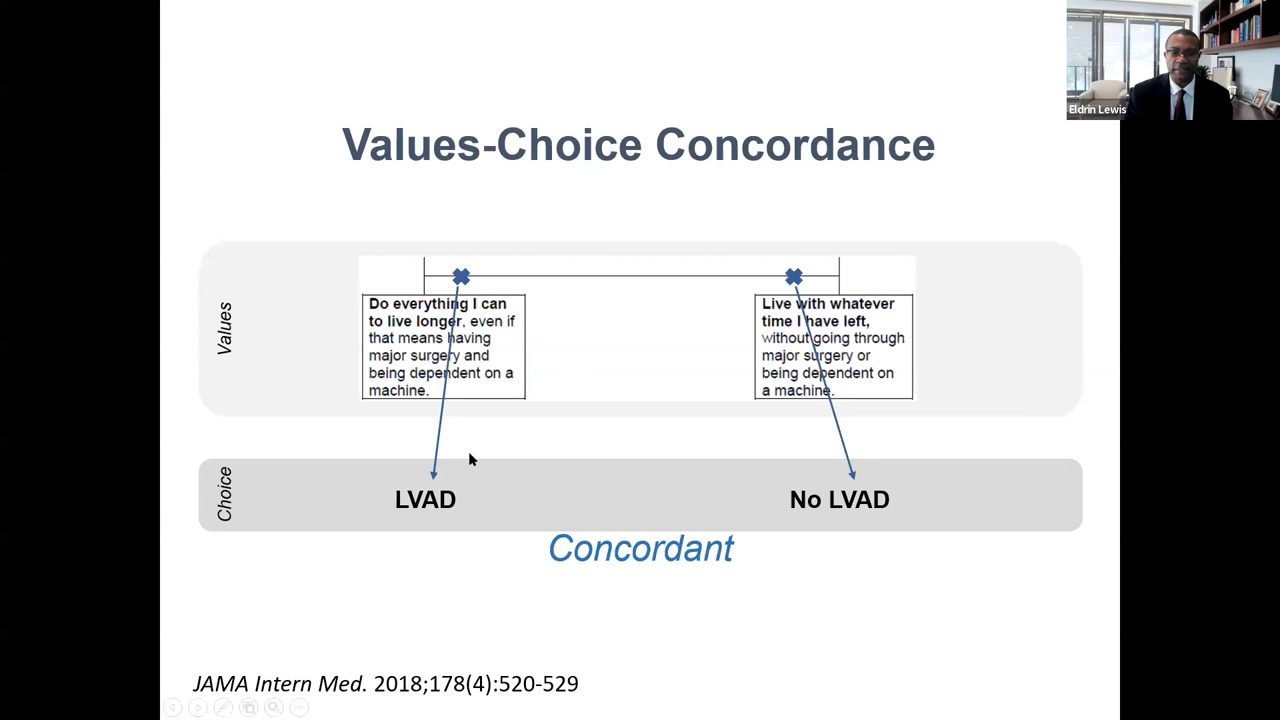 Eldrin Lewis
Values-Choice Concordance
Values
Do everything I can
to live longer, even if
that means having
major surgery and
being dependent on a
machine.
Live with whatever
time I have left,
without going through
major surgery or
being dependent on
a machine.
Choice
LVAD
No LVAD
Concordant
JAMA Intern Med. 2018;178(4):520-529